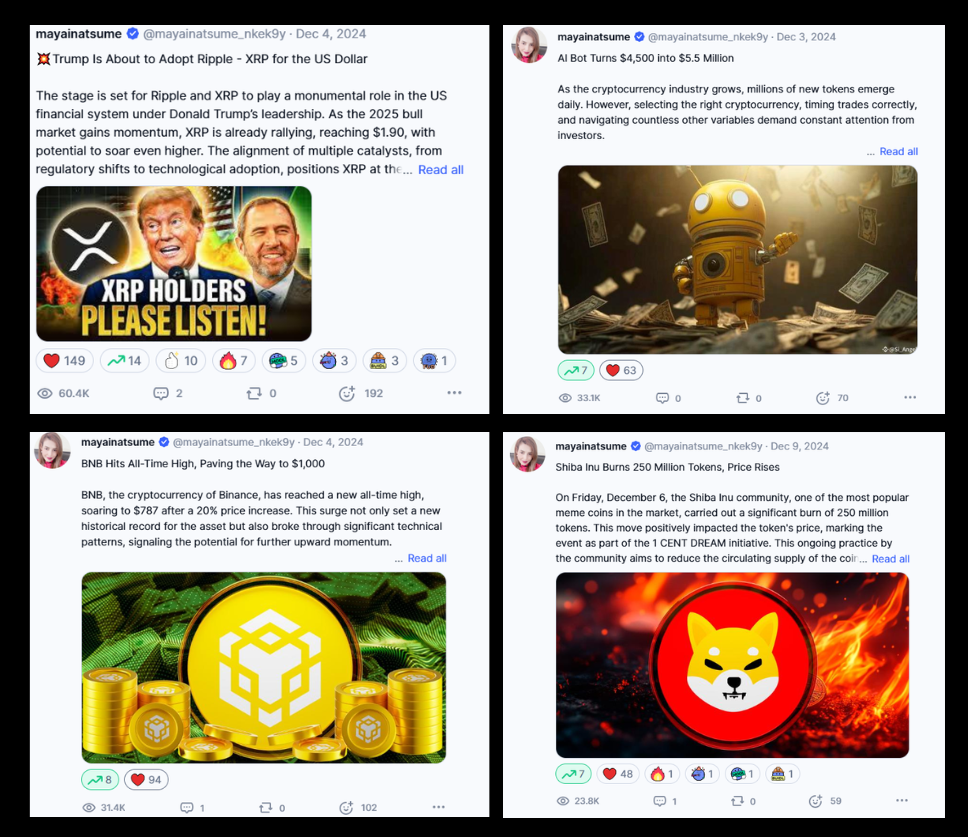 mayainatsume @mayainatsume_nkek9y · Dec 4, 2024
💥Trump Is About to Adopt Ripple - XRP for the US Dollar
The stage is set for Ripple and XRP to play a monumental role in the US
financial system under Donald Trump's leadership. As the 2025 bull
market gains momentum, XRP is already rallying, reaching $1.90, with
potential to soar even higher. The alignment of multiple catalysts, from
regulatory shifts to technological adoption, positions XRP at the... Read all
XRP HOLDERS
PLEASE LISTEN!
149 14 10 7 5 3 3 1
60.4K 2 0 192
mayainatsume @mayainatsume_nkek9y · Dec 3, 2024
AI Bot Turns $4,500 into $5.5 Million
As the cryptocurrency industry grows, millions of new tokens emerge
daily. However, selecting the right cryptocurrency, timing trades correctly,
and navigating countless other variables demand constant attention from
investors.
... Read all
7 63
33.1K 0 0 70
mayainatsume @mayainatsume_nkek9y · Dec 4, 2024
BNB Hits All-Time High, Paving the Way to $1,000
BNB, the cryptocurrency of Binance, has reached a new all-time high,
soaring to $787 after a 20% price increase. This surge not only set a new
historical record for the asset but also broke through significant technical
patterns, signaling the potential for further upward momentum.
... Read all
8 94
31.4K 1 0 102
mayainatsume @mayainatsume_nkek9y · Dec 9, 2024
Shiba Inu Burns 250 Million Tokens, Price Rises
On Friday, December 6, the Shiba Inu community, one of the most popular
meme coins in the market, carried out a significant burn of 250 million
tokens. This move positively impacted the token's price, marking the
event as part of the 1 CENT DREAM initiative. This ongoing practice by
the community aims to reduce the circulating supply of the coin... Read all
7 48 1 1 1 1
23.8K 1 0 59